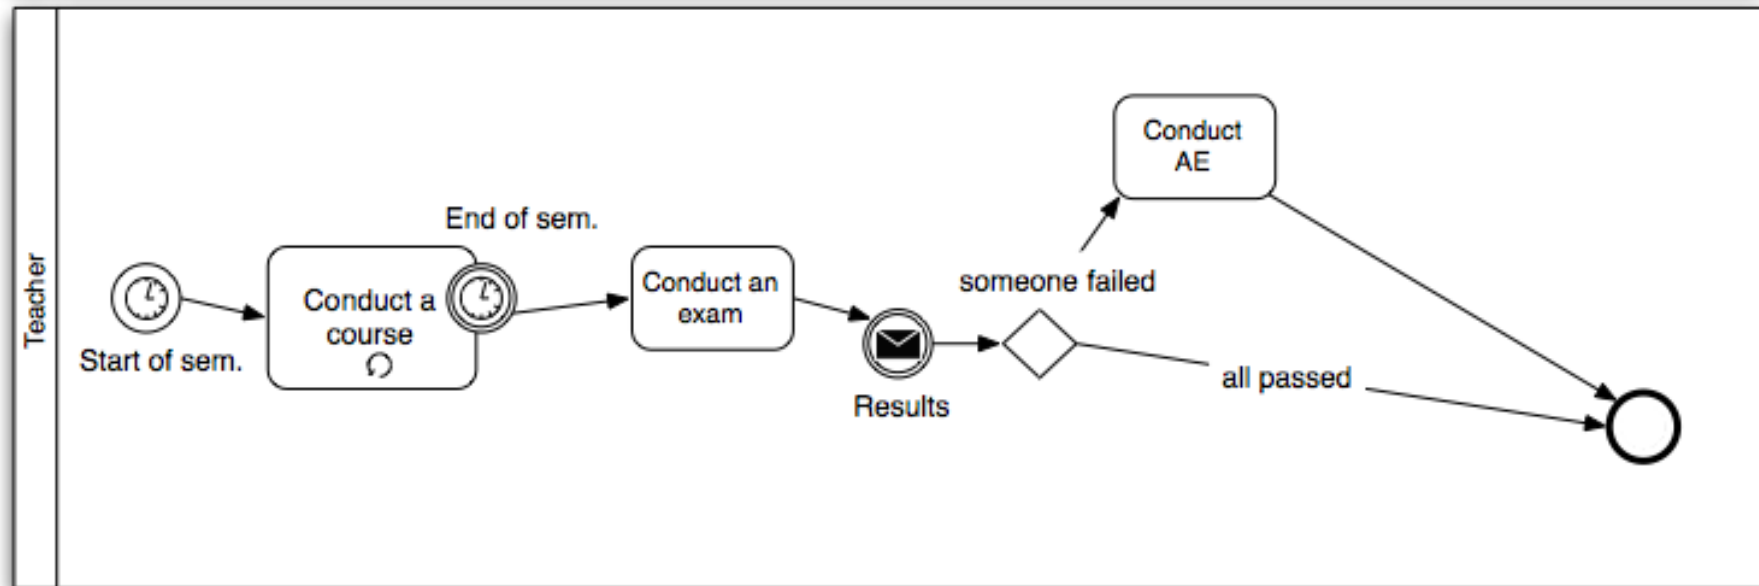 Teacher
Start of sem.
Conduct a
course
End of sem.
Conduct an
exam
Results
someone failed
Conduct
AE
all passed